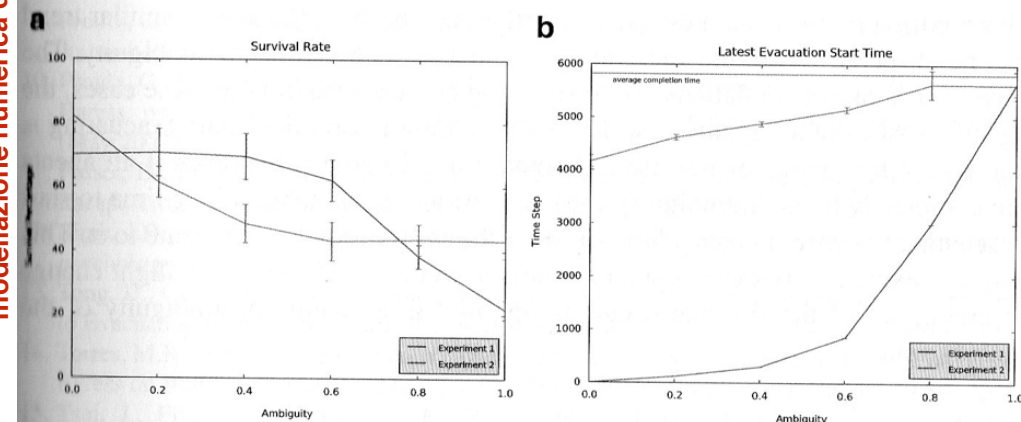 modellazione numerica e
a
Survival Rate
100
80
60
40
20
0
0.0 0.2 0.4 0.6 0.8 1.0
Ambiguity
Experiment 1
Experiment 2
b
Latest Evacuation Start Time
6000
average completion time
5000
4000
3000
2000
1000
0
Time Step
0.0 0.2 0.4 0.6 0.8 1.0
Ambiguity
Experiment 1
Experiment 2